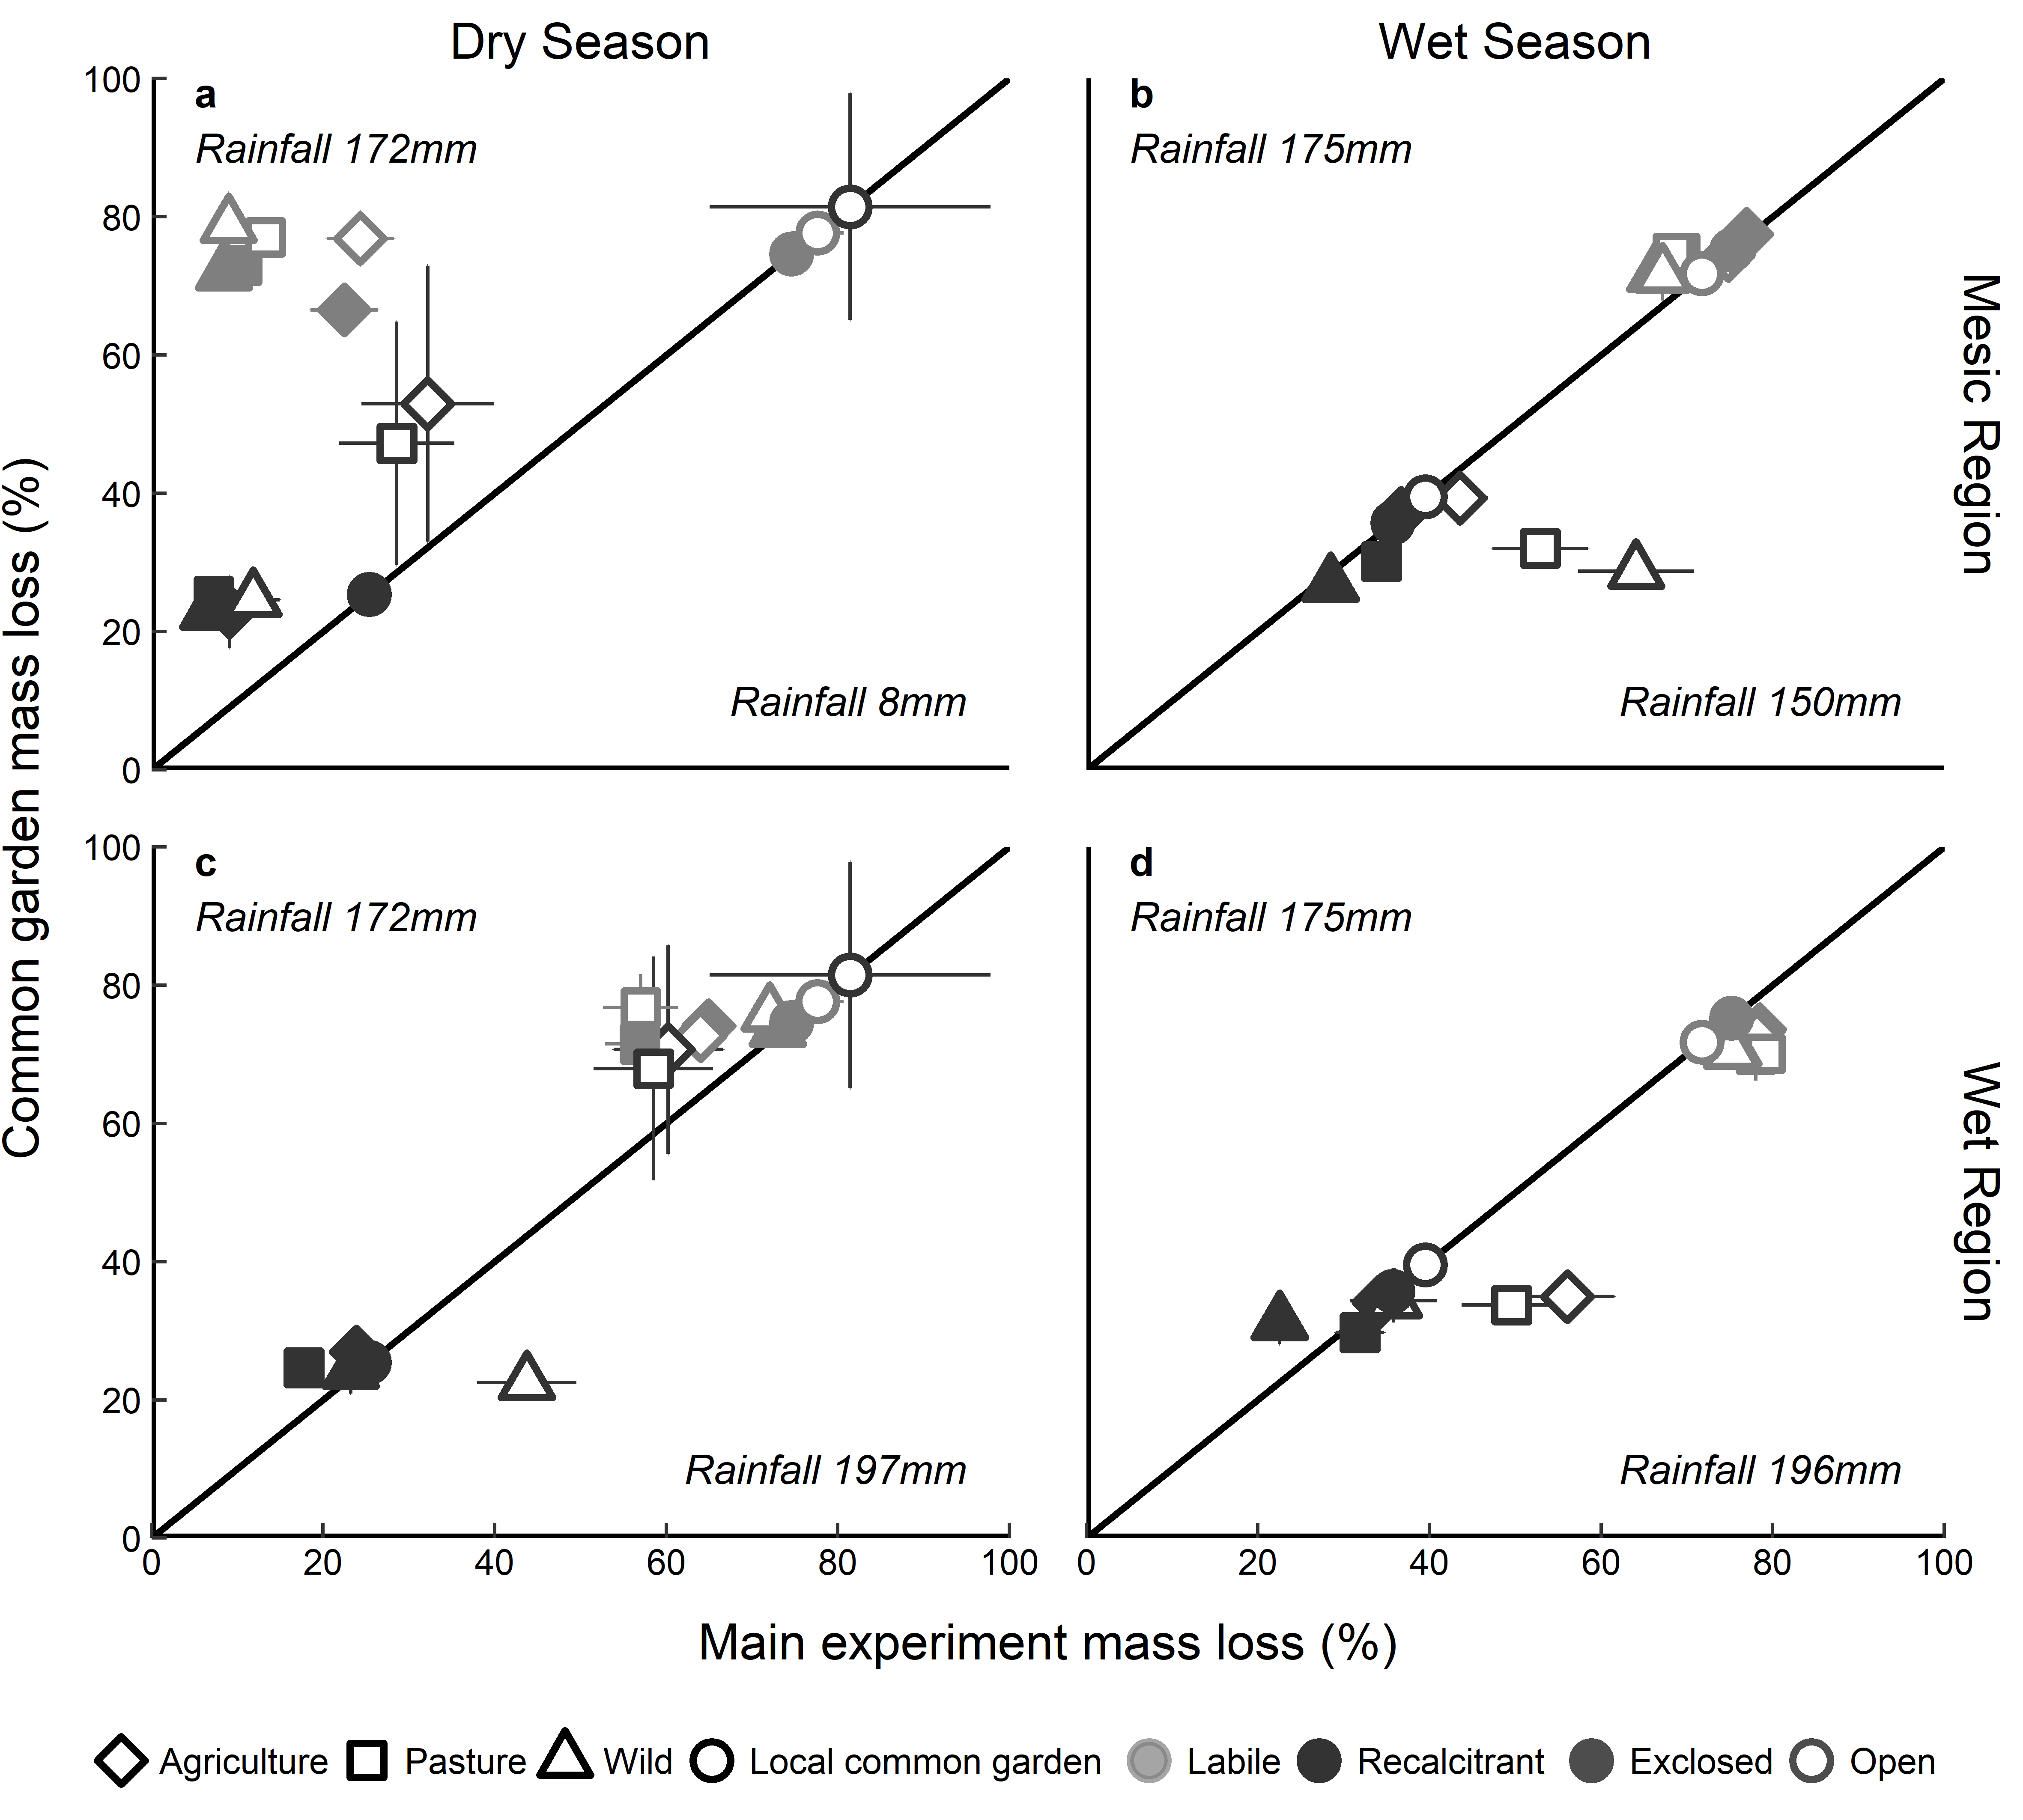 Dry Season
Wet Season
Common garden mass loss (%)
100
80
60
40
20
0
a
Rainfall 172mm
Rainfall 8mm
b
Rainfall 175mm
Rainfall 150mm
Mesic Region
100
80
60
40
20
0
c
Rainfall 172mm
Rainfall 197mm
d
Rainfall 175mm
Rainfall 196mm
Wet Region
0 20 40 60 80 100
0 20 40 60 80 100
Main experiment mass loss (%)
Agriculture Pasture Wild Local common garden Labile Recalcitrant Exclosed Open